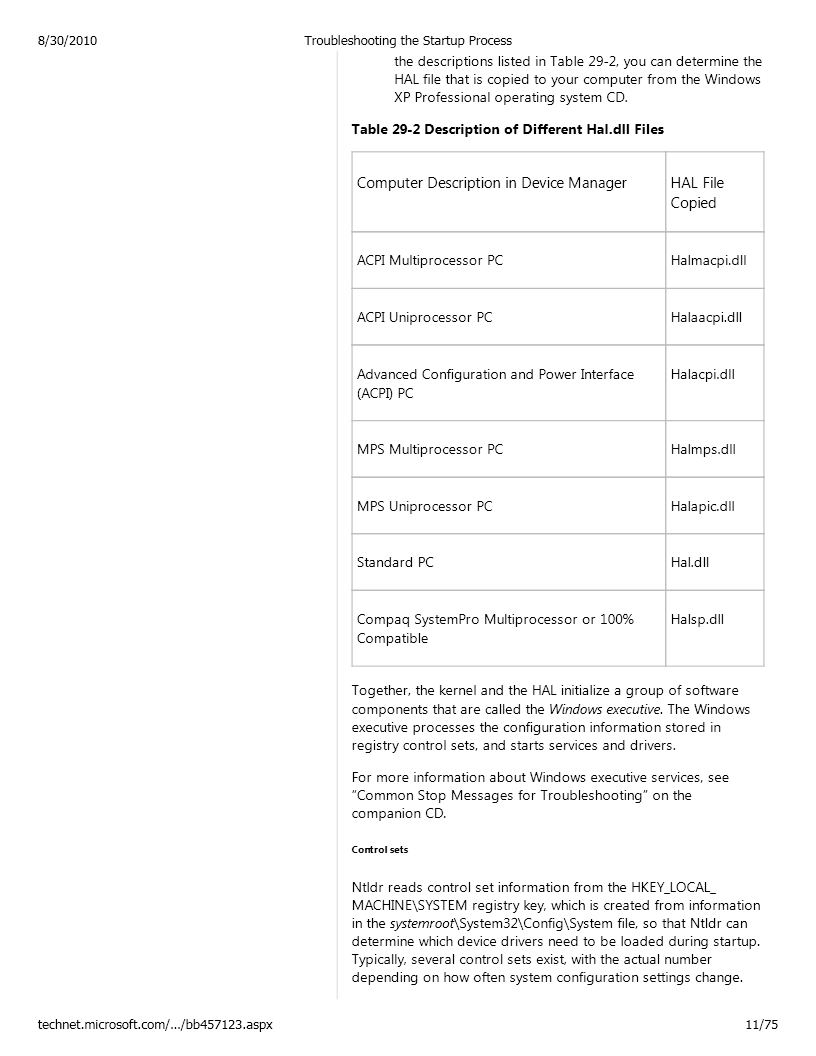 8/30/2010
Troubleshooting the Startup Process
the descriptions listed in Table 29-2, you can determine the
HAL file that is copied to your computer from the Windows
XP Professional operating system CD.
Table 29-2 Description of Different Hal.dll Files
Computer Description in Device Manager
HAL File
Copied
ACPI Multiprocessor PC
Halmacpi.dll
ACPI Uniprocessor PC
Halaacpi.dll
Advanced Configuration and Power Interface
(ACPI) PC
Halacpi.dll
MPS Multiprocessor PC
Halmps.dll
MPS Uniprocessor PC
Halapic.dll
Standard PC
Hal.dll
Compaq SystemPro Multiprocessor or 100%
Compatible
Halsp.dll
Together, the kernel and the HAL initialize a group of software
components that are called the Windows executive. The Windows
executive processes the configuration information stored in
registry control sets, and starts services and drivers.
For more information about Windows executive services, see
“Common Stop Messages for Troubleshooting” on the
companion CD.
Control sets
Ntldr reads control set information from the HKEY_LOCAL_
MACHINE\SYSTEM registry key, which is created from information
in the systemroot\System32\Config\System file, so that Ntldr can
determine which device drivers need to be loaded during startup.
Typically, several control sets exist, with the actual number
depending on how often system configuration settings change.
technet.microsoft.com/.../bb457123.aspx
11/75